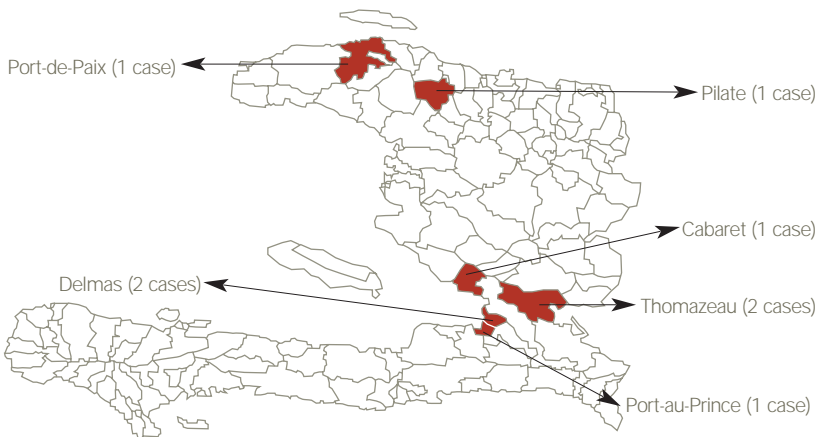 Port-de-Paix (1 case)
Pilate (1 case)
Cabaret (1 case)
Delmas (2 cases)
Thomazeau (2 cases)
Port-au-Prince (1 case)